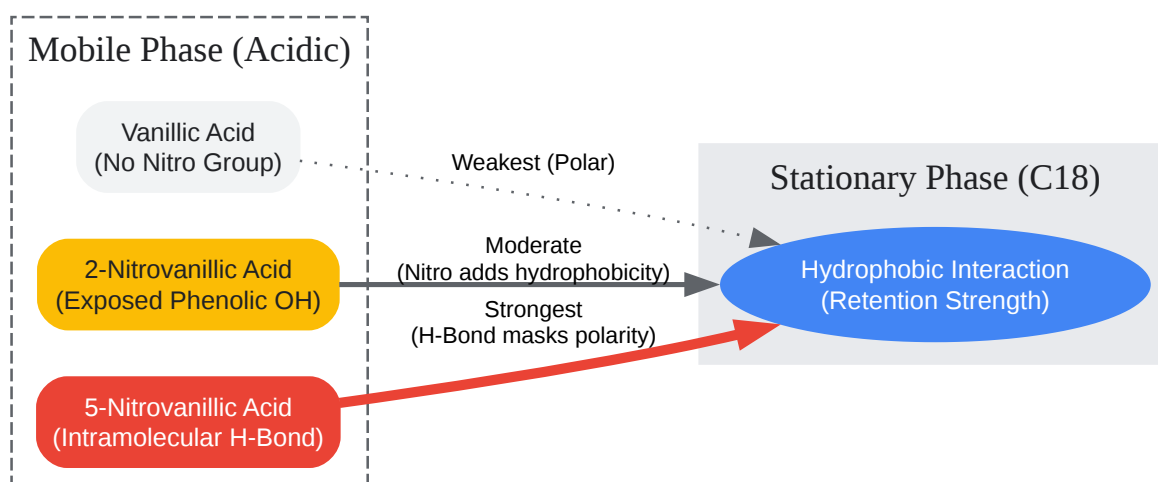 Mobile Phase (Acidic)
Vanillic Acid
(No Nitro Group)
2-Nitrovanillic Acid
(Exposed Phenolic OH)
5-Nitrovanillic Acid
(Intramolecular H-Bond)
Weakest (Polar)
Moderate
(Nitro adds hydrophobicity)
Strongest
(H-Bond masks polarity)
Stationary Phase (C18)
Hydrophobic Interaction
(Retention Strength)